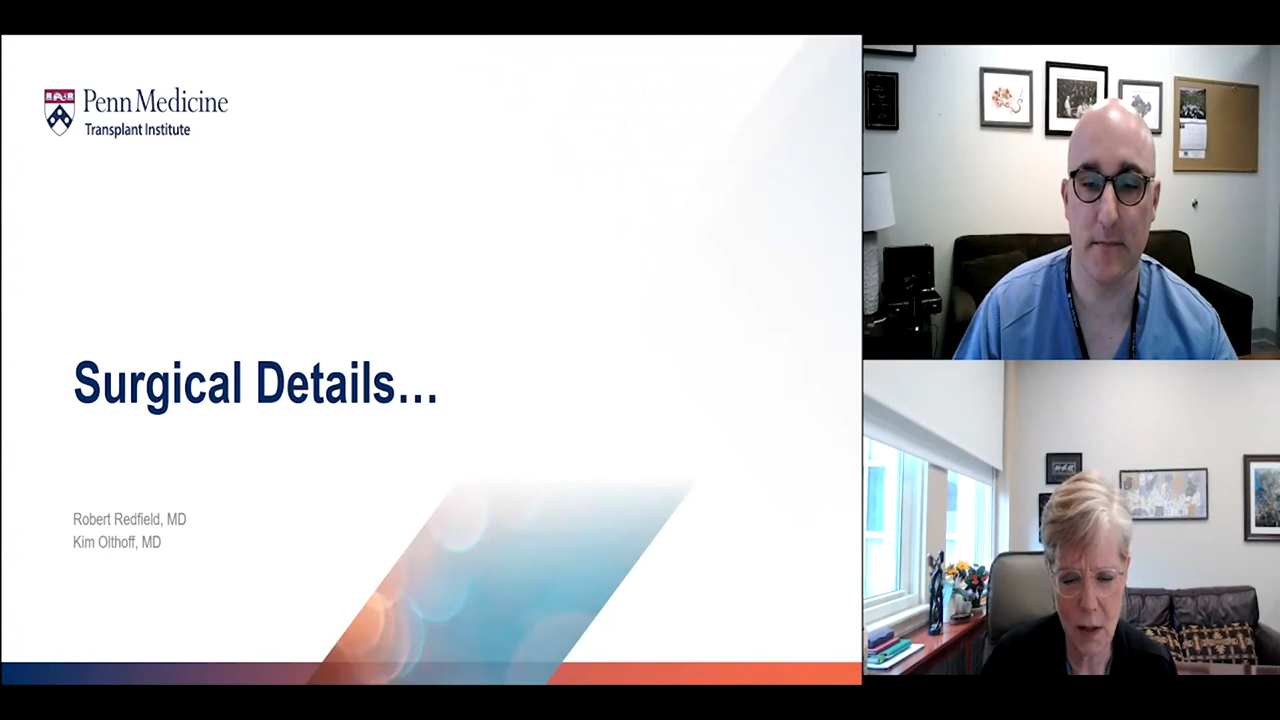 Penn Medicine
Transplant Institute
Surgical Details…
Robert Redfield, MD
Kim Olthoff, MD